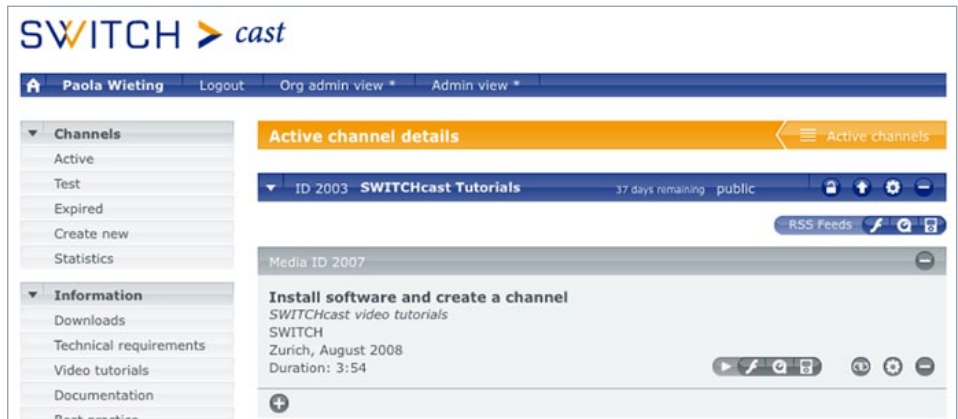 SWITCH > cast
Paola Wieting Logout Org admin view * Admin view *
Channels
Active
Test
Expired
Create new
Statistics
Information
Downloads
Technical requirements
Video tutorials
Documentation
Best practice
Active channel details
Active channels
ID 2003 SWITCHcast Tutorials 37 days remaining public
RSS Feeds
Media ID 2007
Install software and create a channel
SWITCHcast video tutorials
SWITCH
Zurich, August 2008
Duration: 3:54